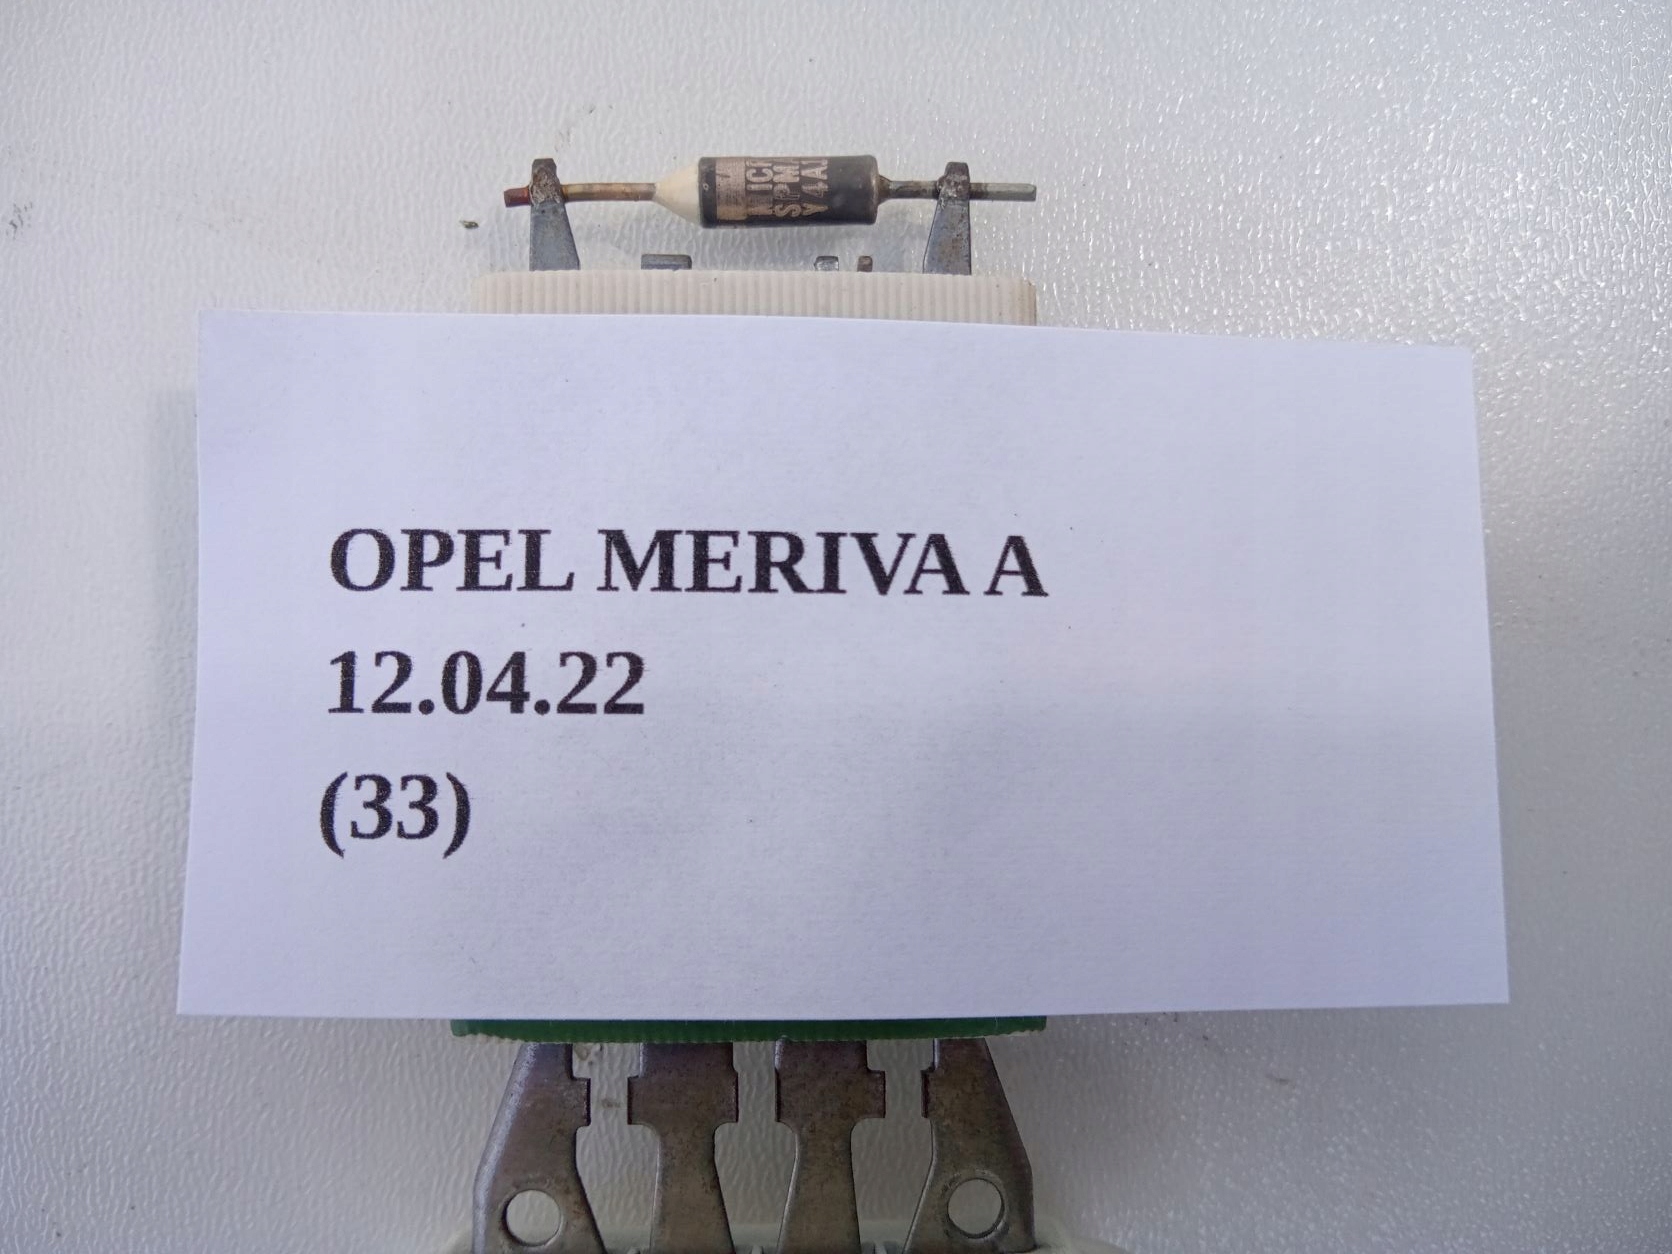 OPEL MERIVA A
12.04.22
(33)